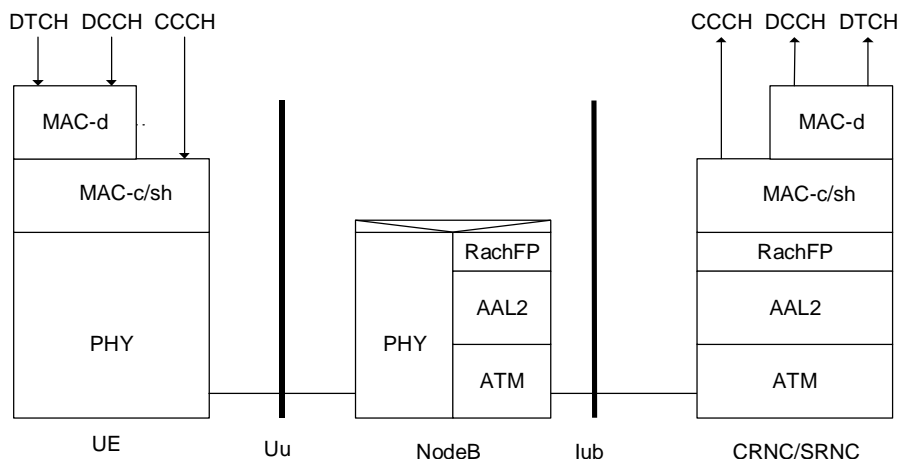 DTCH DCCH CCCH
CCCH DCCH DTCH
MAC-d
MAC-d
MAC-c/sh
MAC-c/sh
RachFP
RachFP
PHY
PHY
AAL2
AAL2
ATM
ATM
UE
Uu
NodeB
Iub
CRNC/SRNC